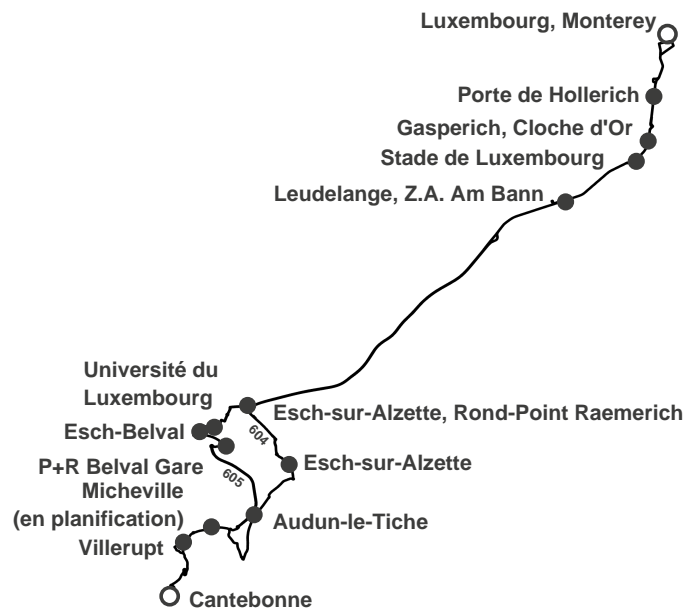 Luxembourg, Monterey
Porte de Hollerich
Gasperich, Cloche d'Or
Stade de Luxembourg
Leudelange, Z.A. Am Bann
Université du
Luxembourg
Esch-sur-Alzette, Rond-Point Raemerich
Esch-Belval
604
P+R Belval Gare
Esch-sur-Alzette
605
Micheville
(en planification)
Audun-le-Tiche
Villerupt
Cantebonne